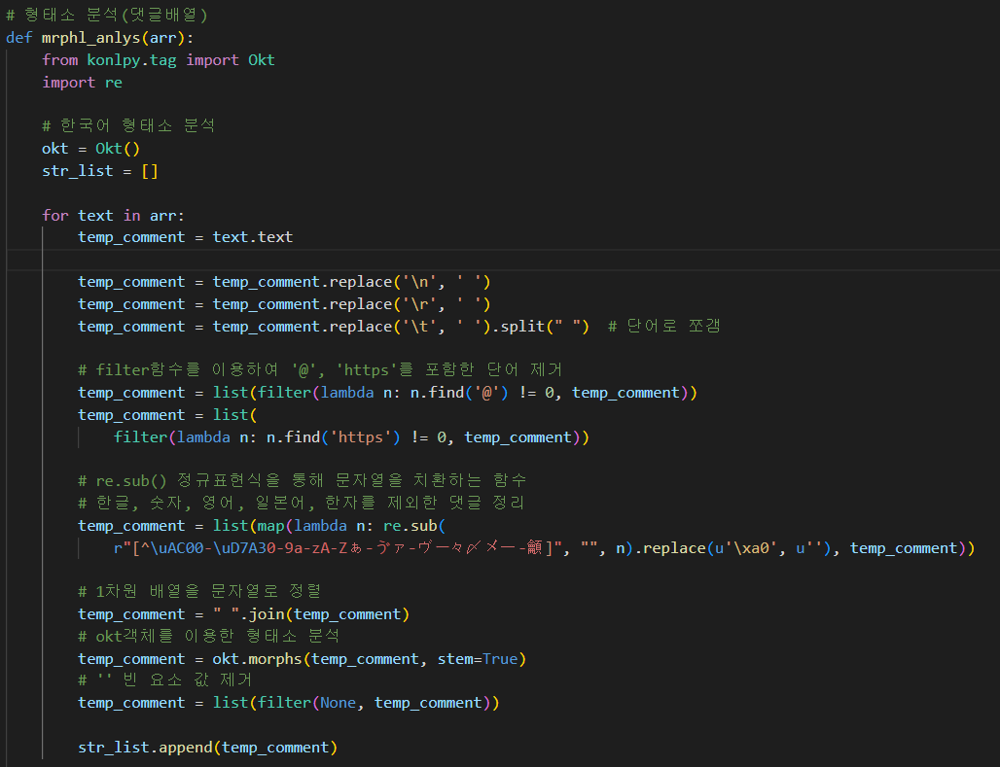 # 형태소 분석(댓글배열)
def mrphl_anlys(arr):
    from konlpy.tag import Okt
    import re

    # 한국어 형태소 분석
    okt = Okt()
    str_list = []

    for text in arr:
        temp_comment = text.text

        temp_comment = temp_comment.replace('\n', ' ')
        temp_comment = temp_comment.replace('\r', ' ')
        temp_comment = temp_comment.replace('\t', ' ').split(" ")  # 단어로 쪼갬

        # filter함수를 이용하여 '@', 'https'를 포함한 단어 제거
        temp_comment = list(filter(lambda n: n.find('@') != 0, temp_comment))
        temp_comment = list(
            filter(lambda n: n.find('https') != 0, temp_comment))

        # re.sub() 정규표현식을 통해 문자열을 치환하는 함수
        # 한글, 숫자, 영어, 일본어, 한자를 제외한 댓글 정리
        temp_comment = list(map(lambda n: re.sub(
            r"[^\uAC00-\uD7A30-9a-zA-Zぁ-ゔァ-ヴー々〆〤一-龥]", "", n).replace(u'\xa0', u''), temp_comment))

        # 1차원 배열을 문자열로 정렬
        temp_comment = " ".join(temp_comment)
        # okt객체를 이용한 형태소 분석
        temp_comment = okt.morphs(temp_comment, stem=True)
        # '' 빈 요소 값 제거
        temp_comment = list(filter(None, temp_comment))

        str_list.append(temp_comment)